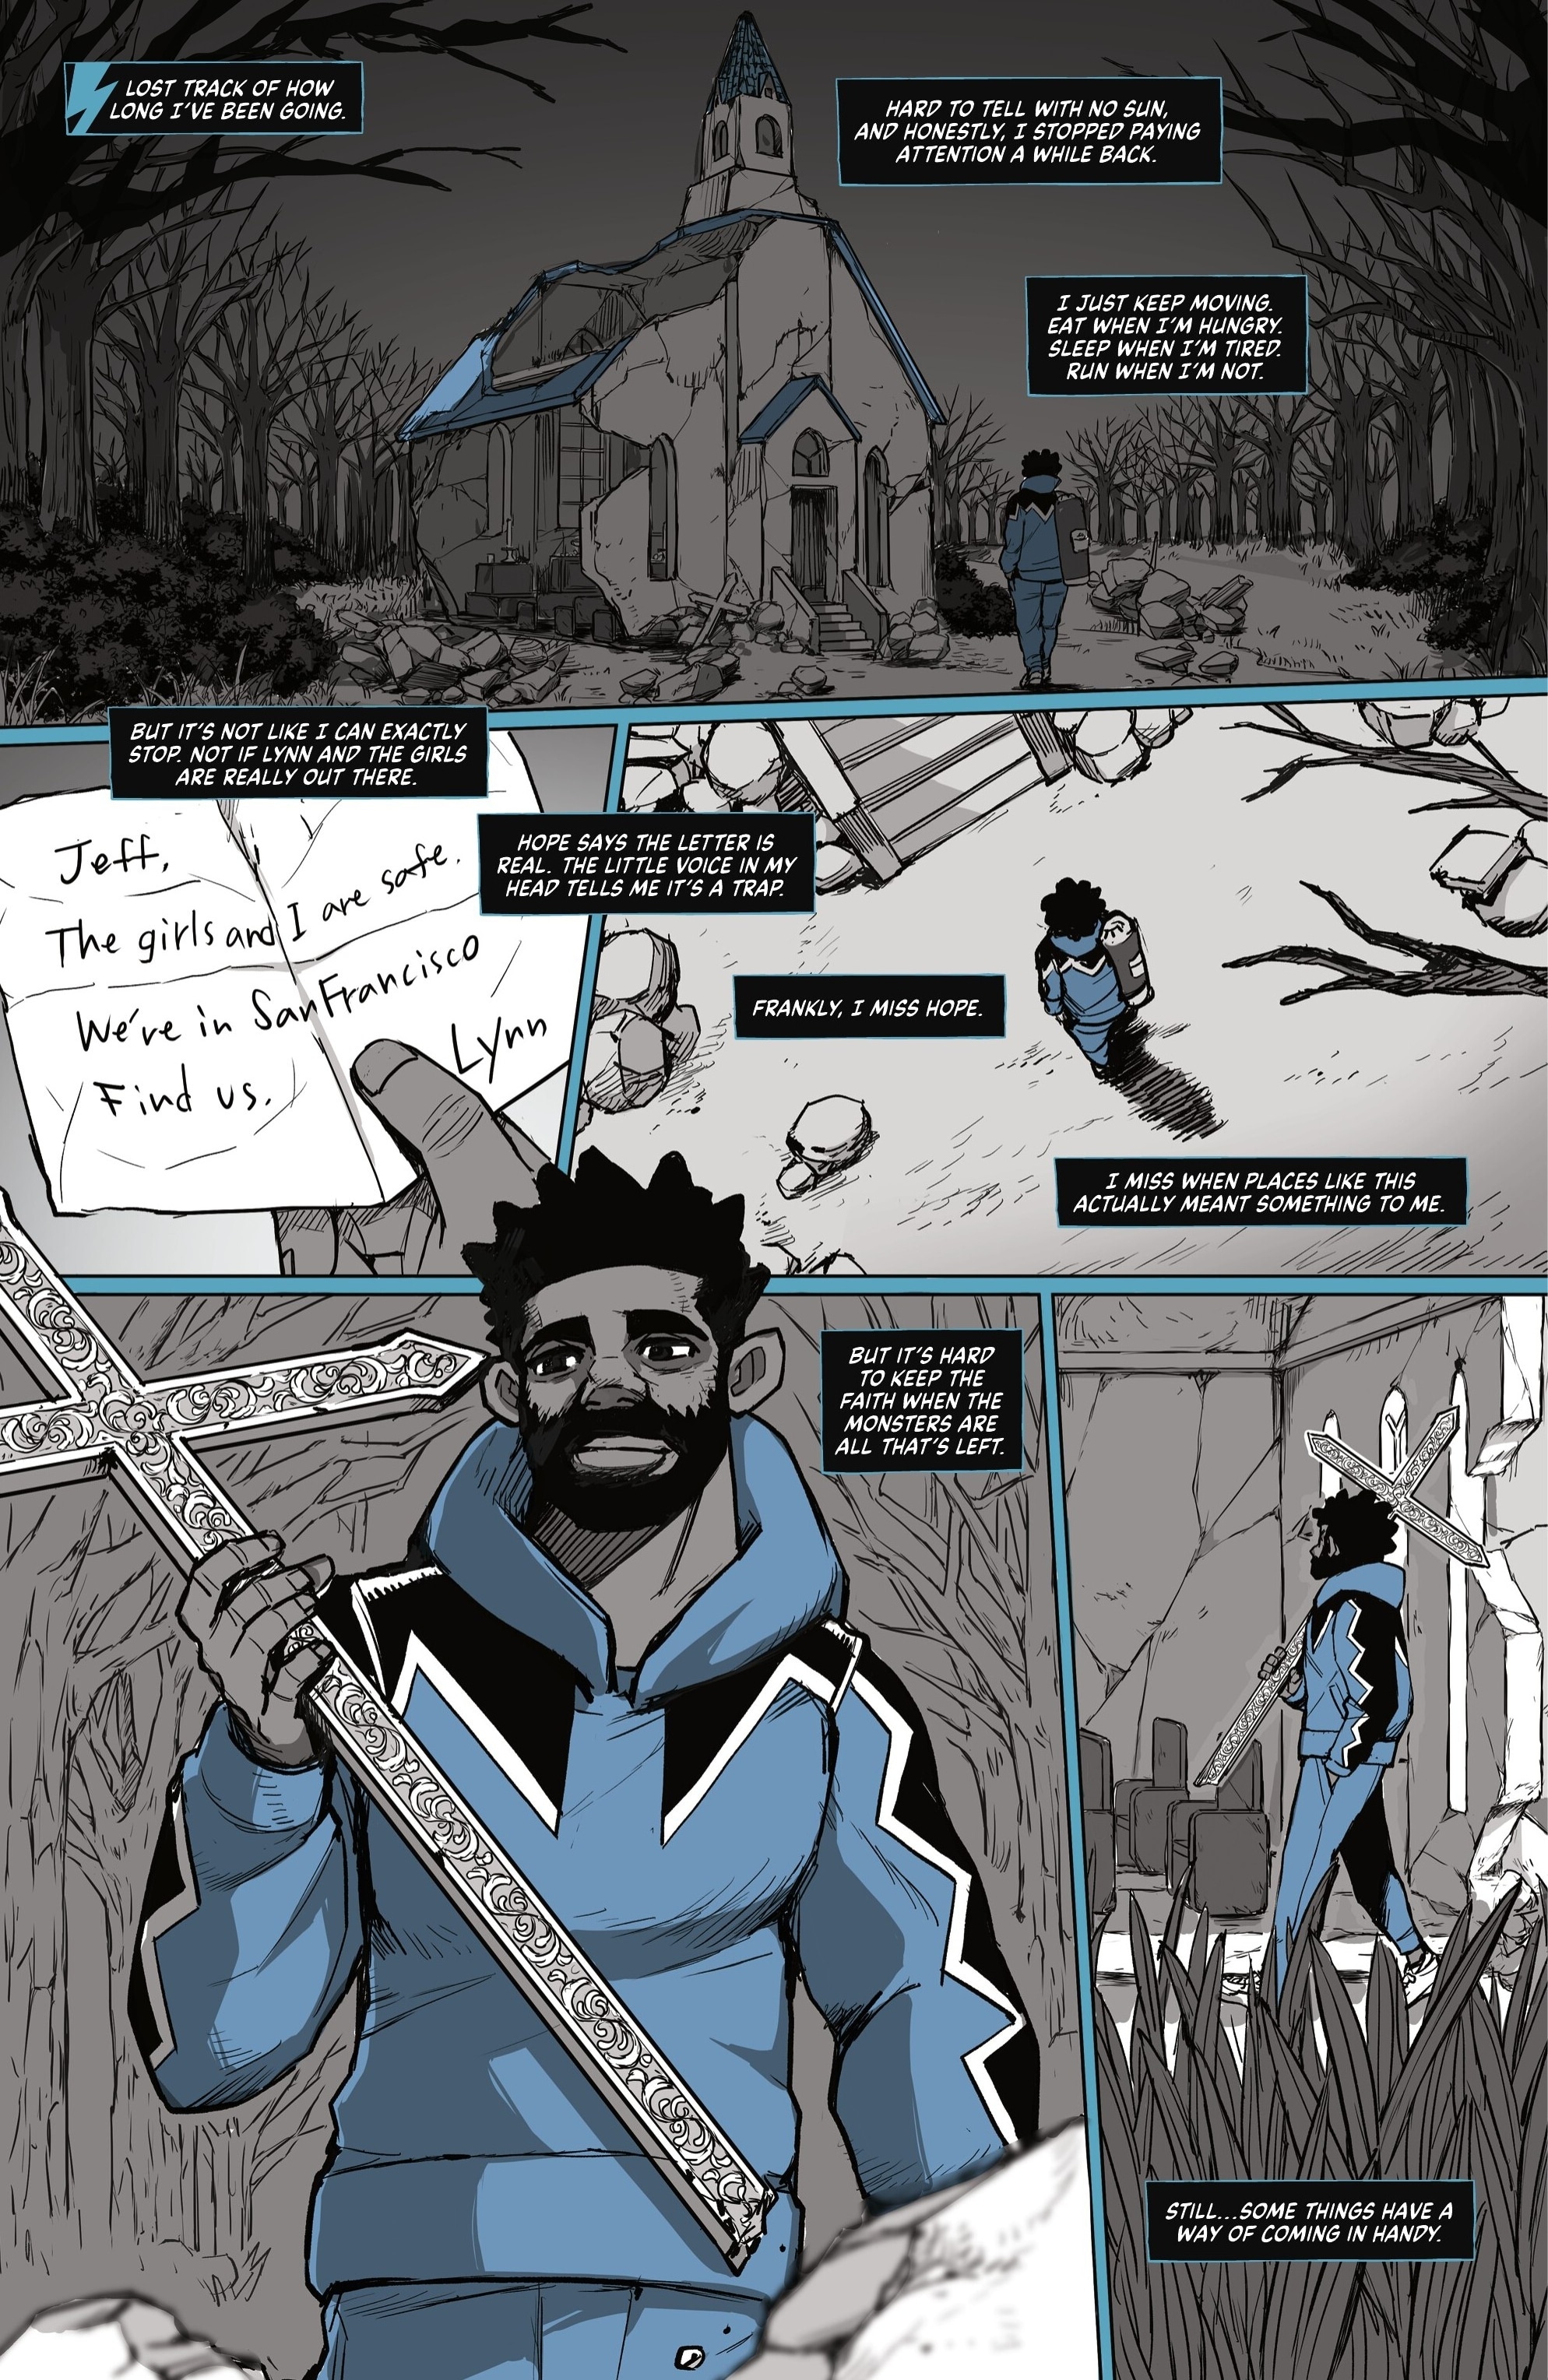 LOST TRACK OF HOW
LONG I'VE BEEN GOING.
HARD TO TELL WITH NO SUN,
AND HONESTLY, I STOPPED PAYING
ATTENTION A WHILE BACK.
I JUST KEEP MOVING.
EAT WHEN I'M HUNGRY.
SLEEP WHEN I'M TIRED.
RUN WHEN I'M NOT.
BUT IT'S NOT LIKE I CAN EXACTLY
STOP. NOT IF LYNN AND THE GIRLS
ARE REALLY OUT THERE.
Jeff,
The girls and I are safe.
We're in San Francisco
Find us.
Lynn
HOPE SAYS THE LETTER IS
REAL. THE LITTLE VOICE IN MY
HEAD TELLS ME IT'S A TRAP.
FRANKLY, I MISS HOPE.
I MISS WHEN PLACES LIKE THIS
ACTUALLY MEANT SOMETHING TO ME.
BUT IT'S HARD
TO KEEP THE
FAITH WHEN THE
MONSTERS ARE
ALL THAT'S LEFT.
STILL...SOME THINGS HAVE A
WAY OF COMING IN HANDY.